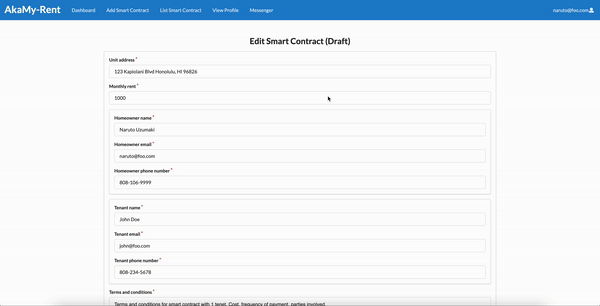 AkaMy-Rent Dashboard Add Smart Contract List Smart Contract View Profile Messenger naruto@foo.com
Edit Smart Contract (Draft)
Unit address *
123 Kapiolani Blvd Honolulu, HI 96826
Monthly rent *
1000
Homeowner name *
Naruto Uzumaki
Homeowner email *
naruto@foo.com
Homeowner phone number *
808-106-9999
Tenant name *
John Doe
Tenant email *
john@foo.com
Tenant phone number *
808-234-5678
Terms and conditions *
Terms and conditions for smart contract with 1 tenet. Cost, frequency of payment, parties involved.